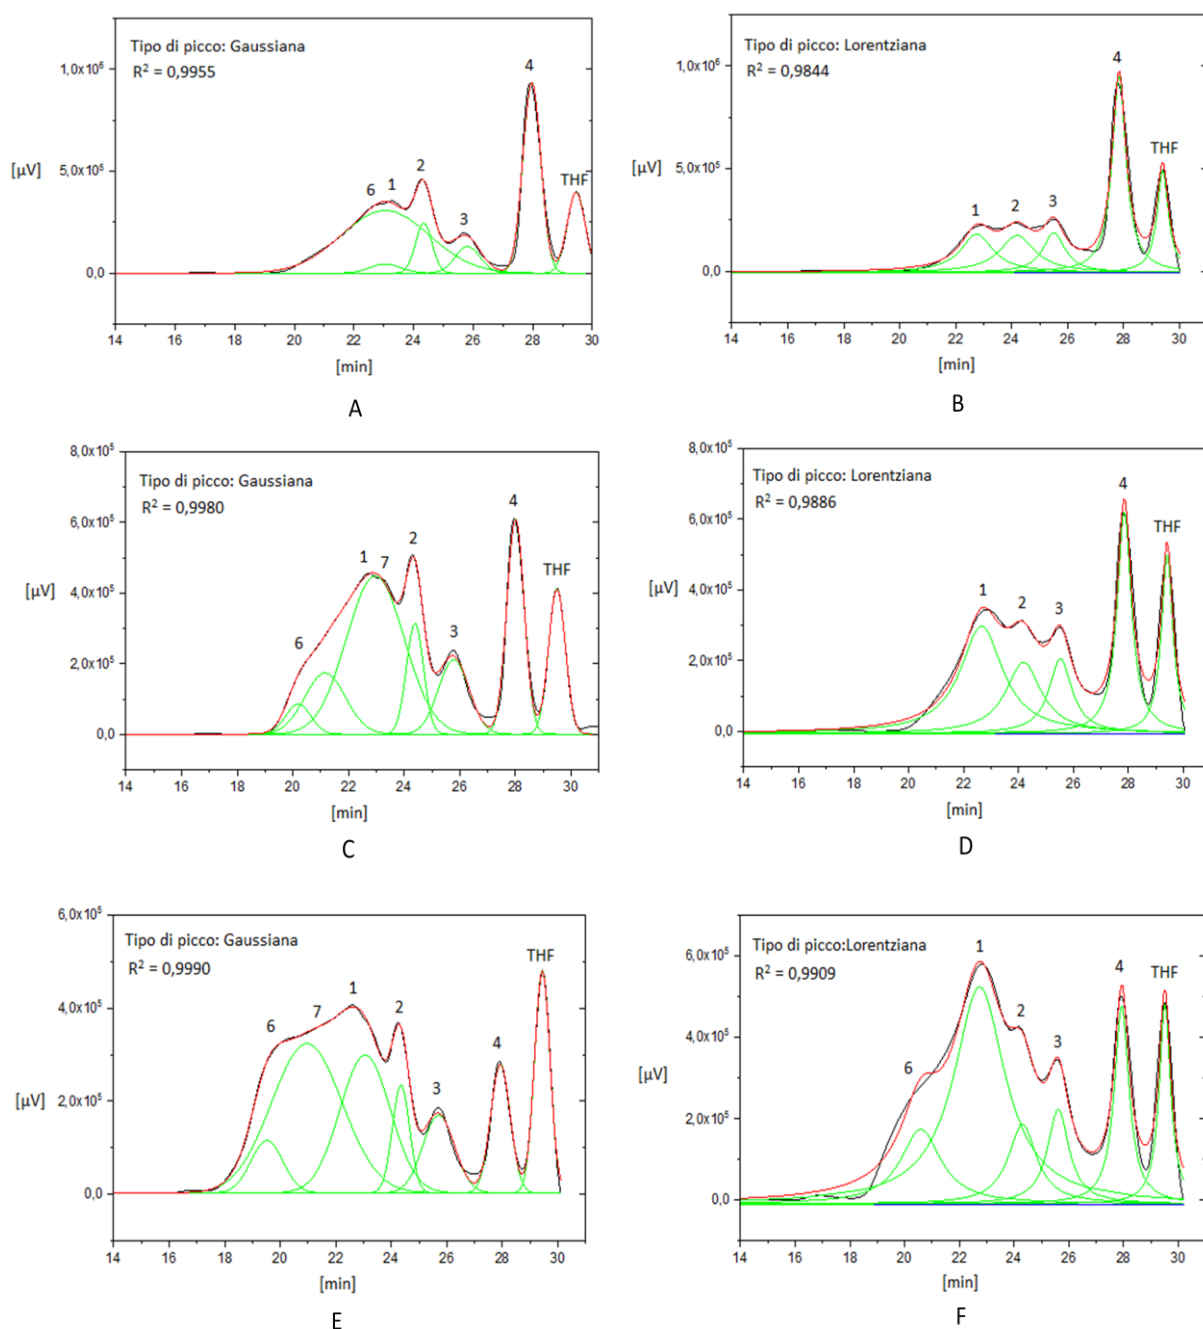 Tipo di picco: Gaussiana
R² = 0,9955
1,0x10⁶
5,0x10⁵
0,0
[µV]
6 1 2 3 4 THF
14 16 18 20 22 24 26 28 30
[min]
A
Tipo di picco: Lorentziana
R² = 0,9844
1,0x10⁶
5,0x10⁵
0,0
[µV]
1 2 3 4 THF
14 16 18 20 22 24 26 28 30
[min]
B
8,0x10⁵
Tipo di picco: Gaussiana
R² = 0,9980
6,0x10⁵
4,0x10⁵
2,0x10⁵
0,0
[µV]
6 1 7 2 3 4 THF
14 16 18 20 22 24 26 28 30
[min]
C
8,0x10⁵
Tipo di picco: Lorentziana
R² = 0,9886
6,0x10⁵
4,0x10⁵
2,0x10⁵
0,0
[µV]
1 2 3 4 THF
14 16 18 20 22 24 26 28 30
[min]
D
6,0x10⁵
Tipo di picco: Gaussiana
R² = 0,9990
4,0x10⁵
2,0x10⁵
0,0
[µV]
6 7 1 2 3 4 THF
14 16 18 20 22 24 26 28 30
[min]
E
Tipo di picco:Lorentziana
R² = 0,9909
6,0x10⁵
4,0x10⁵
2,0x10⁵
0,0
[µV]
6 1 2 3 4 THF
14 16 18 20 22 24 26 28 30
[min]
F